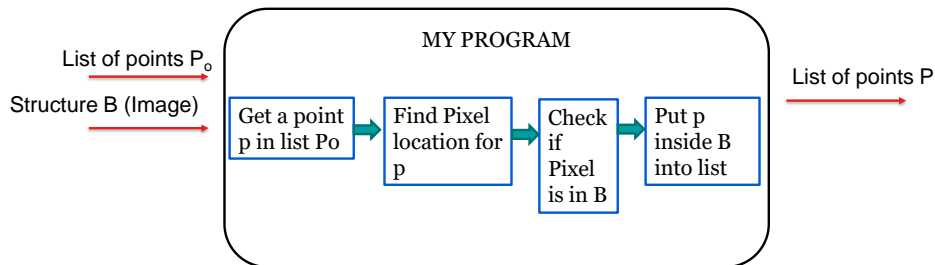 MY PROGRAM
List of points Po
Structure B (Image)
Get a point
p in list Po
Find Pixel
location for
p
Check
if
Pixel
is in B
Put p
inside B
into list
List of points P